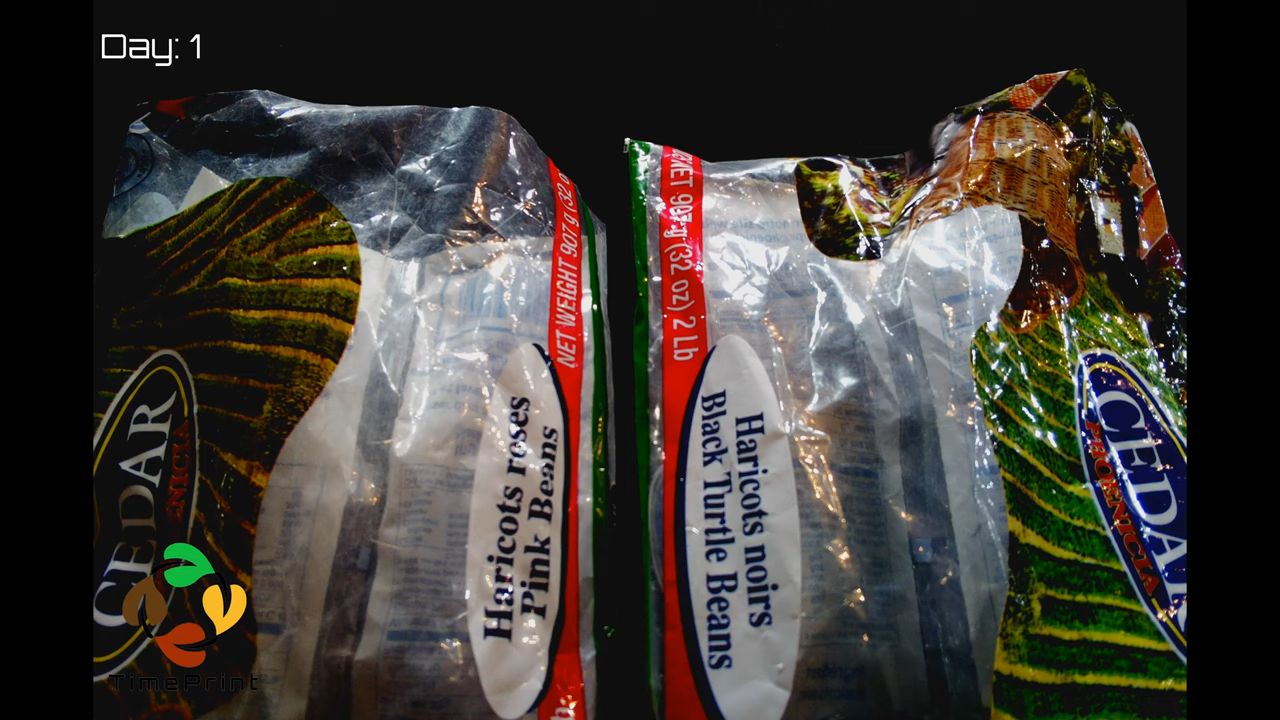 Day: 1
NET WEIGHT 907 g (32 o
Haricots roses
Pink Beans
CEDAR
TimePrint
907 g (32 oz) 2 Lb
Haricots noirs
Black Turtle Beans
CEDAR
PHOENICIA